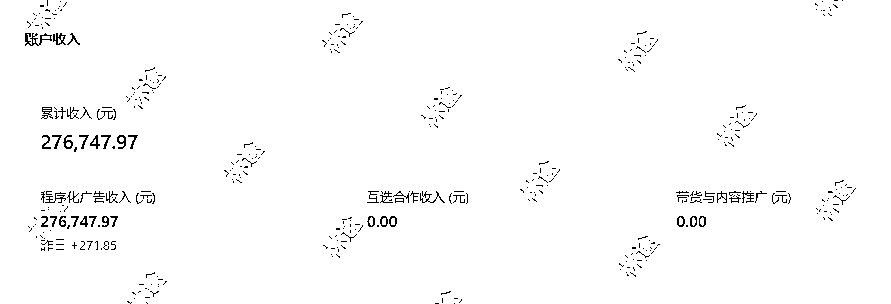 账户收入
累计收入 (元)
276,747.97
程序化广告收入 (元)
互选合作收入 (元)
带货与内容推广 (元)
276,747.97
0.00
0.00
昨日 +271.85